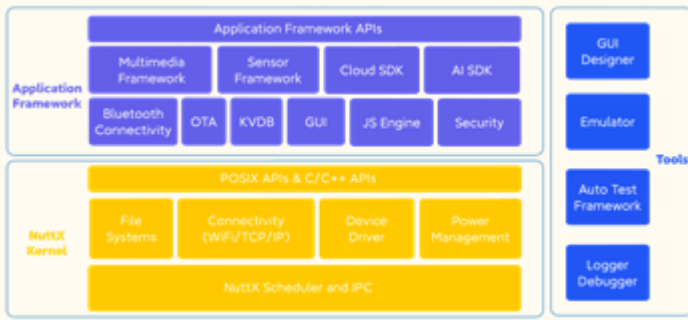 Application Framework APIs
Multimedia
Framework
Sensor
Framework
Cloud SDK
AI SDK
Application
Framework
Bluetooth
Connectivity
OTA
KVDB
GUI
JS Engine
Security
POSIX APIs & C/C++ APIs
NuttX
Kernel
File
Systems
Connectivity
(WiFi/TCP/IP)
Device
Driver
Power
Management
NuttX Scheduler and IPC
GUI
Designer
Emulator
Tools
Auto Test
Framework
Logger
Debugger